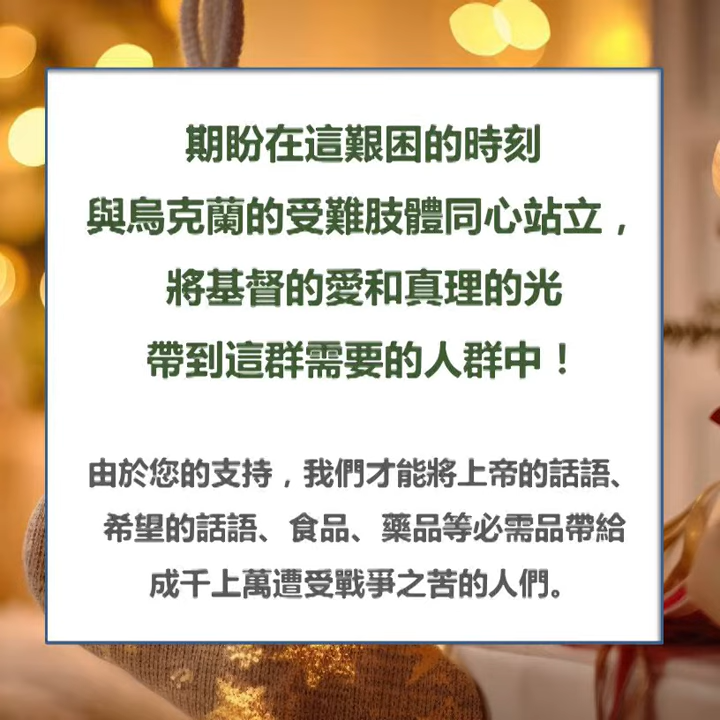 期盼在這艱困的時刻
與烏克蘭的受難肢體同心站立，
將基督的愛和真理的光
帶到這群需要的人群中！
由於您的支持，我們才能將上帝的話語、
希望的話語、食品、藥品等必需品帶給
成千上萬遭受戰爭之苦的人們。